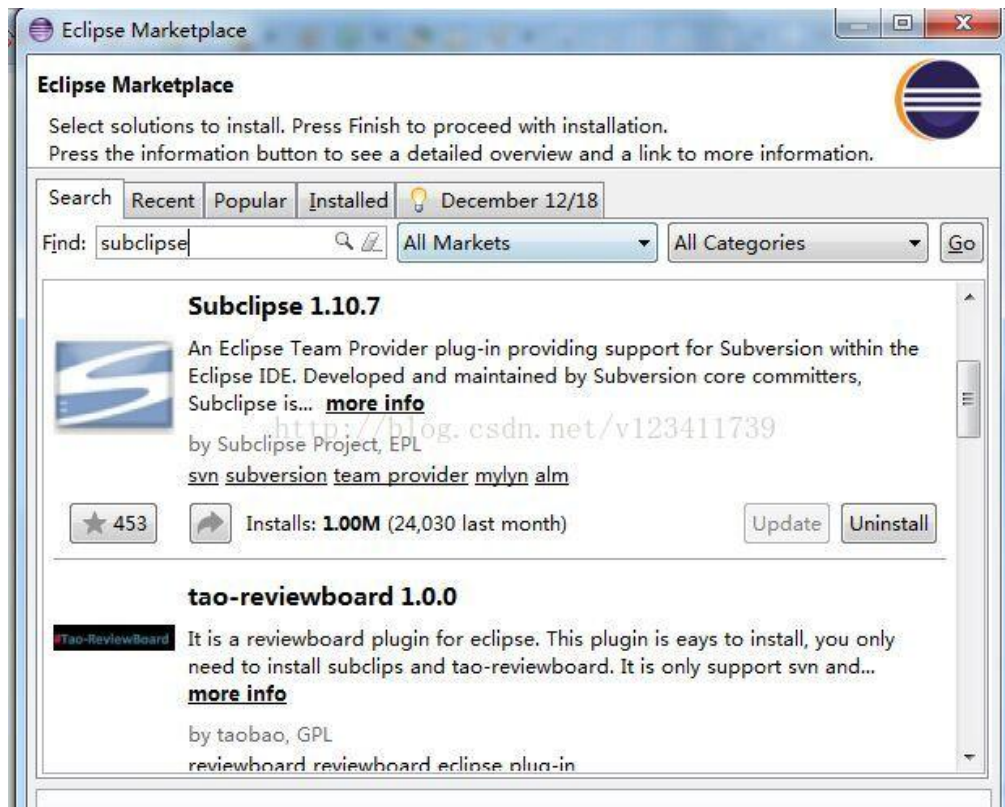 Eclipse Marketplace
Eclipse Marketplace
Select solutions to install. Press Finish to proceed with installation.
Press the information button to see a detailed overview and a link to more information.
Search Recent Popular Installed December 12/18
Find: subclipse All Markets All Categories Go
Subclipse 1.10.7
An Eclipse Team Provider plug-in providing support for Subversion within the
Eclipse IDE. Developed and maintained by Subversion core committers,
Subclipse is... more info
http://blog.csdn.net/v123411739
by Subclipse Project, EPL
svn subversion team provider mylyn alm
453 Installs: 1.00M (24,030 last month) Update Uninstall
tao-reviewboard 1.0.0
#Tao-ReviewBoard
It is a reviewboard plugin for eclipse. This plugin is eays to install, you only
need to install subclips and tao-reviewboard. It is only support svn and...
more info
by taobao, GPL
reviewboard reviewboard eclipse plug-in